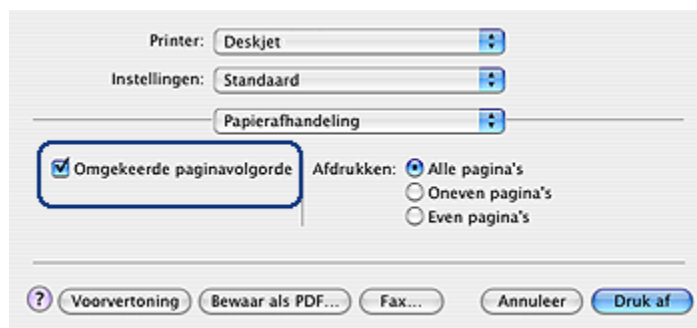 Printer: Deskjet
Instellingen: Standaard
Papierafhandeling
Omgekeerde paginavolgorde Afdrukken: Alle pagina's
Oneven pagina's
Even pagina's
? Voorvertoning Bewaar als PDF... Fax... Annuleer Druk af